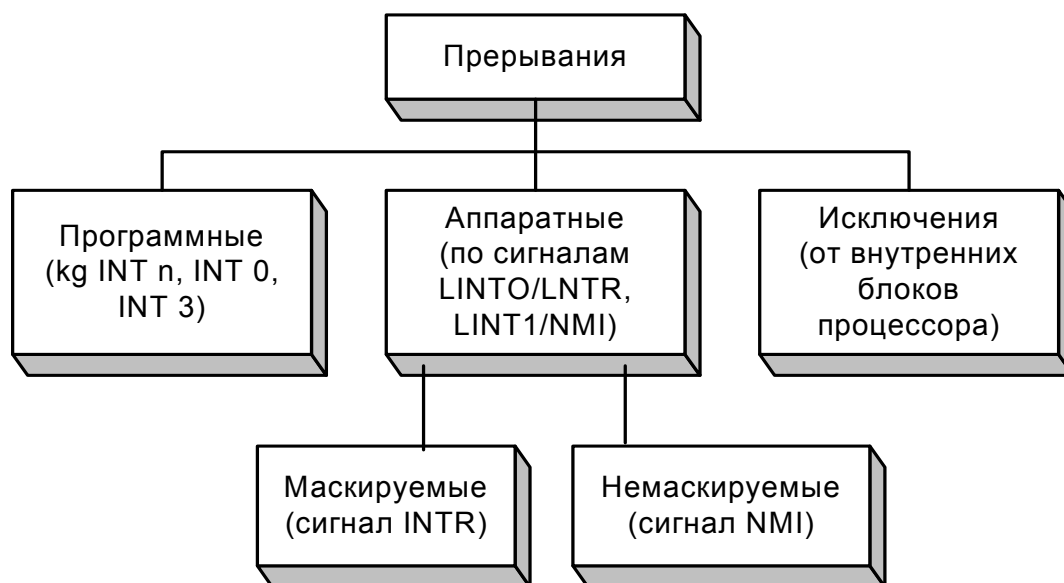 Прерывания
Программные
(kg INT n, INT 0,
INT 3)
Аппаратные
(по сигналам
LINTO/LNTR,
LINT1/NMI)
Исключения
(от внутренних
блоков
процессора)
Маскируемые
(сигнал INTR)
Немаскируемые
(сигнал NMI)